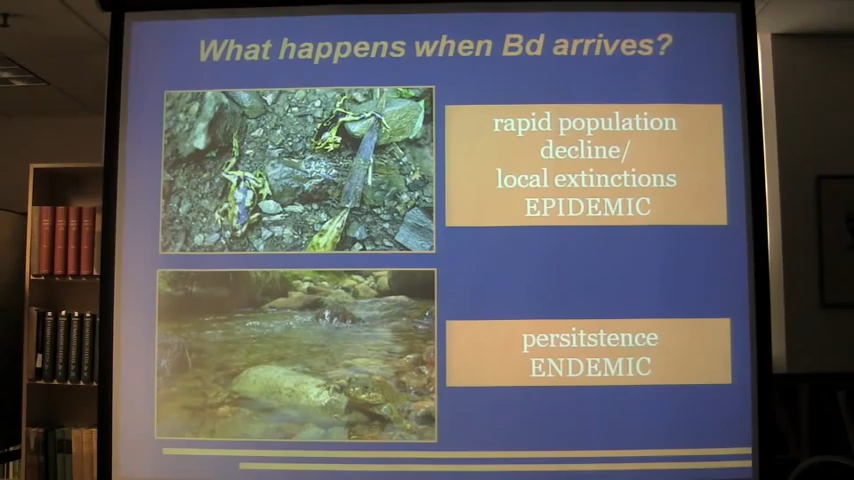 What happens when Bd arrives?
rapid population
decline/
local extinctions
EPIDEMIC
persitstence
ENDEMIC